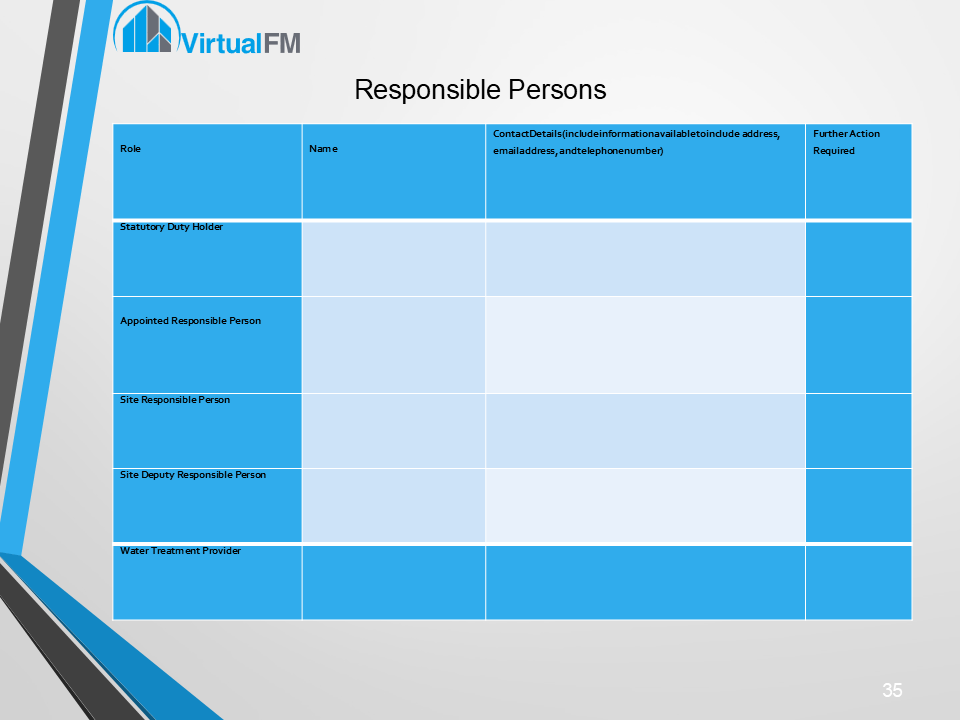 VirtualFM
Responsible Persons
Role
Name
ContactDetails(includeinformationavailabletoinclude address,
emailaddress, andtelephonenumber)
Further Action
Required
Statutory Duty Holder
Appointed Responsible Person
Site Responsible Person
Site Deputy Responsible Person
Water Treatment Provider
35